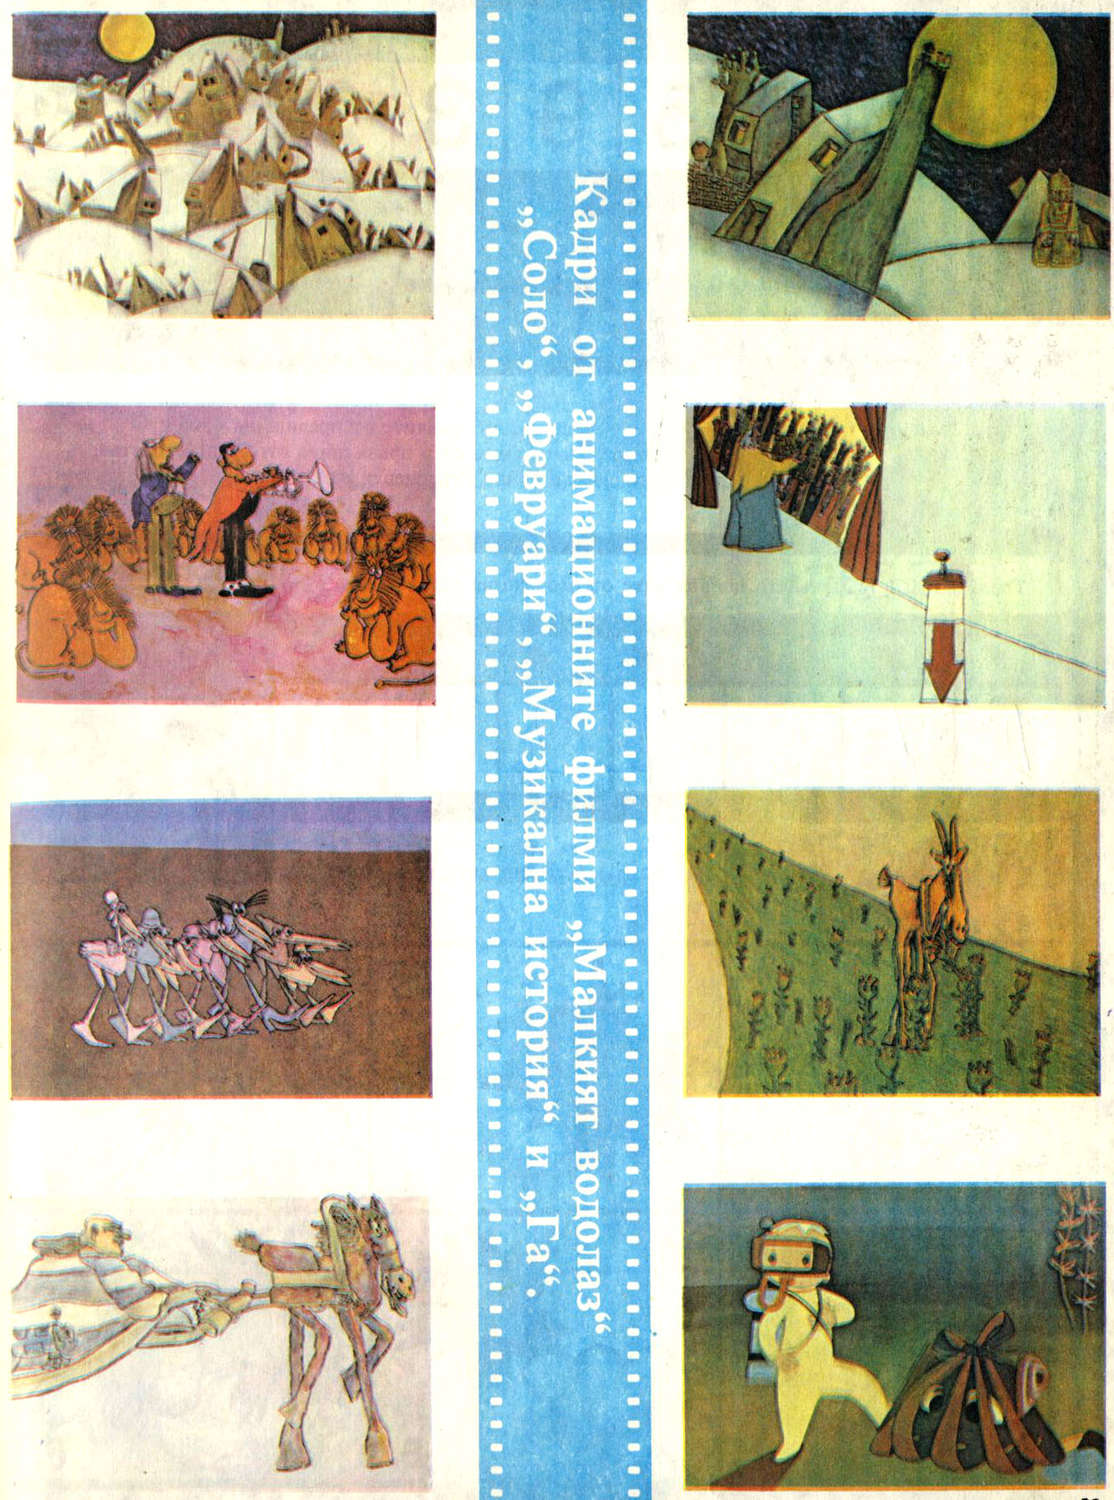 Кадри от анимационните филми „Малкият водолаз“
„Соло“, „Февруари“, „Музикална история“ и „Га“.